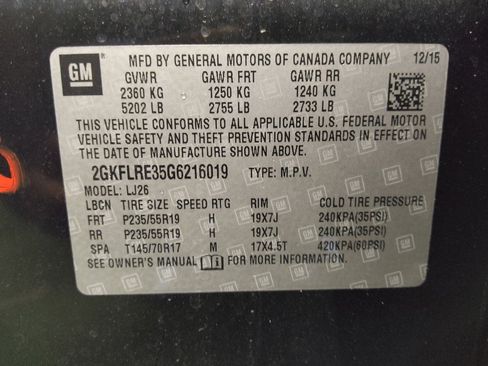 GM
MFD BY GENERAL MOTORS OF CANADA COMPANY 12/15
GVWR GAWR FRT GAWR RR
2360 KG 1250 KG 1240 KG
5202 LB 2755 LB 2733 LB
THIS VEHICLE CONFORMS TO ALL APPLICABLE U.S. FEDERAL MOTOR
VEHICLE SAFETY AND THEFT PREVENTION STANDARDS IN EFFECT ON
THE DATE OF MANUFACTURE SHOWN ABOVE.
2GKFLRE35G6216019 TYPE: M.P.V.
MODEL: LJ26
LBCN TIRE SIZE SPEED RTG RIM COLD TIRE PRESSURE
FRT P235/55R19 H 19X7J 240KPA(35PSI)
RR P235/55R19 H 19X7J 240KPA(35PSI)
SPA T145/70R17 M 17X4.5T 420KPA(60PSI)
SEE OWNER'S MANUAL FOR MORE INFORMATION.